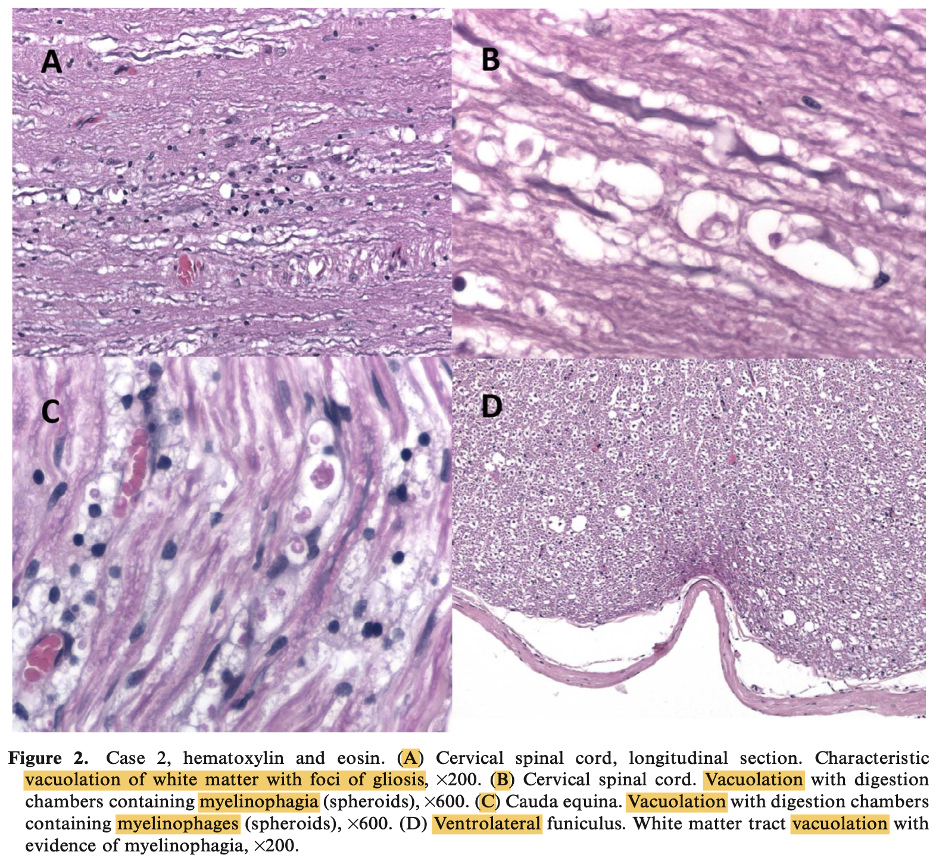 A
B
C
D
Figure 2. Case 2, hematoxylin and eosin. (A) Cervical spinal cord, longitudinal section. Characteristic
vacuolation of white matter with foci of gliosis, ×200. (B) Cervical spinal cord. Vacuolation with digestion
chambers containing myelinophagia (spheroids), ×600. (C) Cauda equina. Vacuolation with digestion chambers
containing myelinophages (spheroids), ×600. (D) Ventrolateral funiculus. White matter tract vacuolation with
evidence of myelinophagia, ×200.